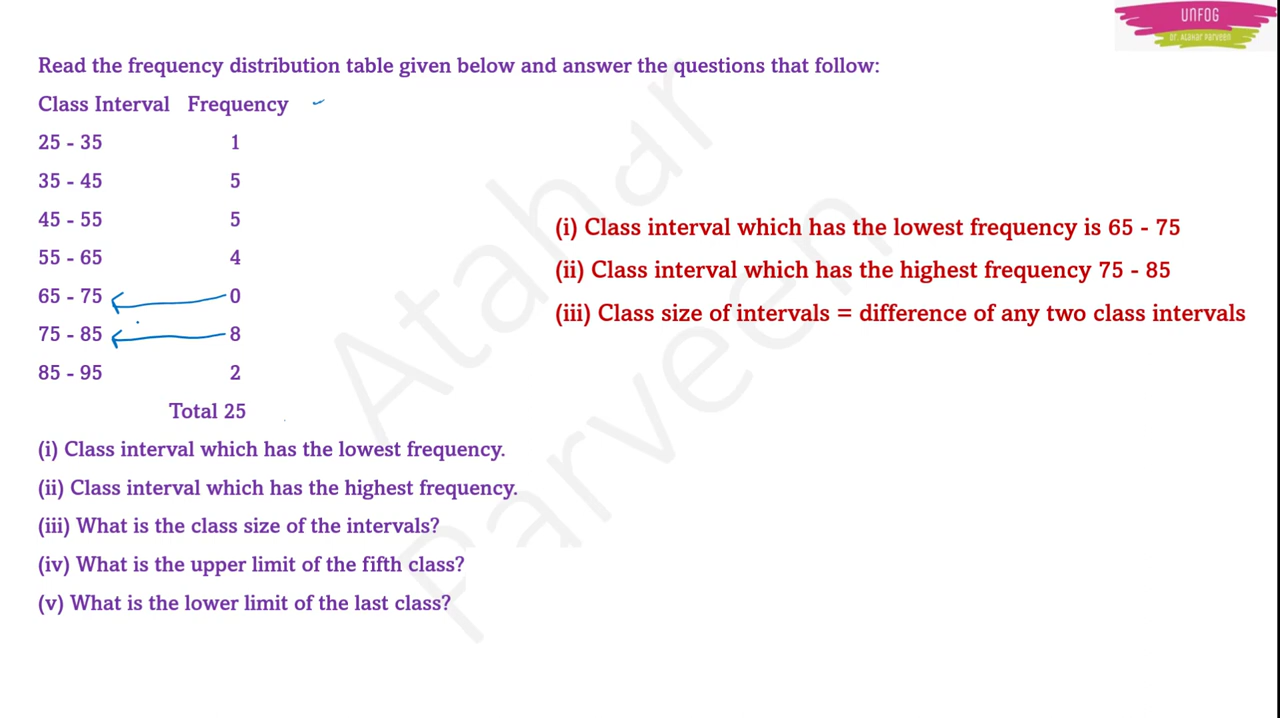 UNFOG
Dr. Atahar Parveen
Read the frequency distribution table given below and answer the questions that follow:
Class Interval Frequency
25 - 35 1
35 - 45 5
45 - 55 5
55 - 65 4
65 - 75 0
75 - 85 8
85 - 95 2
Total 25
(i) Class interval which has the lowest frequency.
(ii) Class interval which has the highest frequency.
(iii) What is the class size of the intervals?
(iv) What is the upper limit of the fifth class?
(v) What is the lower limit of the last class?
(i) Class interval which has the lowest frequency is 65 - 75
(ii) Class interval which has the highest frequency 75 - 85
(iii) Class size of intervals = difference of any two class intervals
Atahar
Parveen